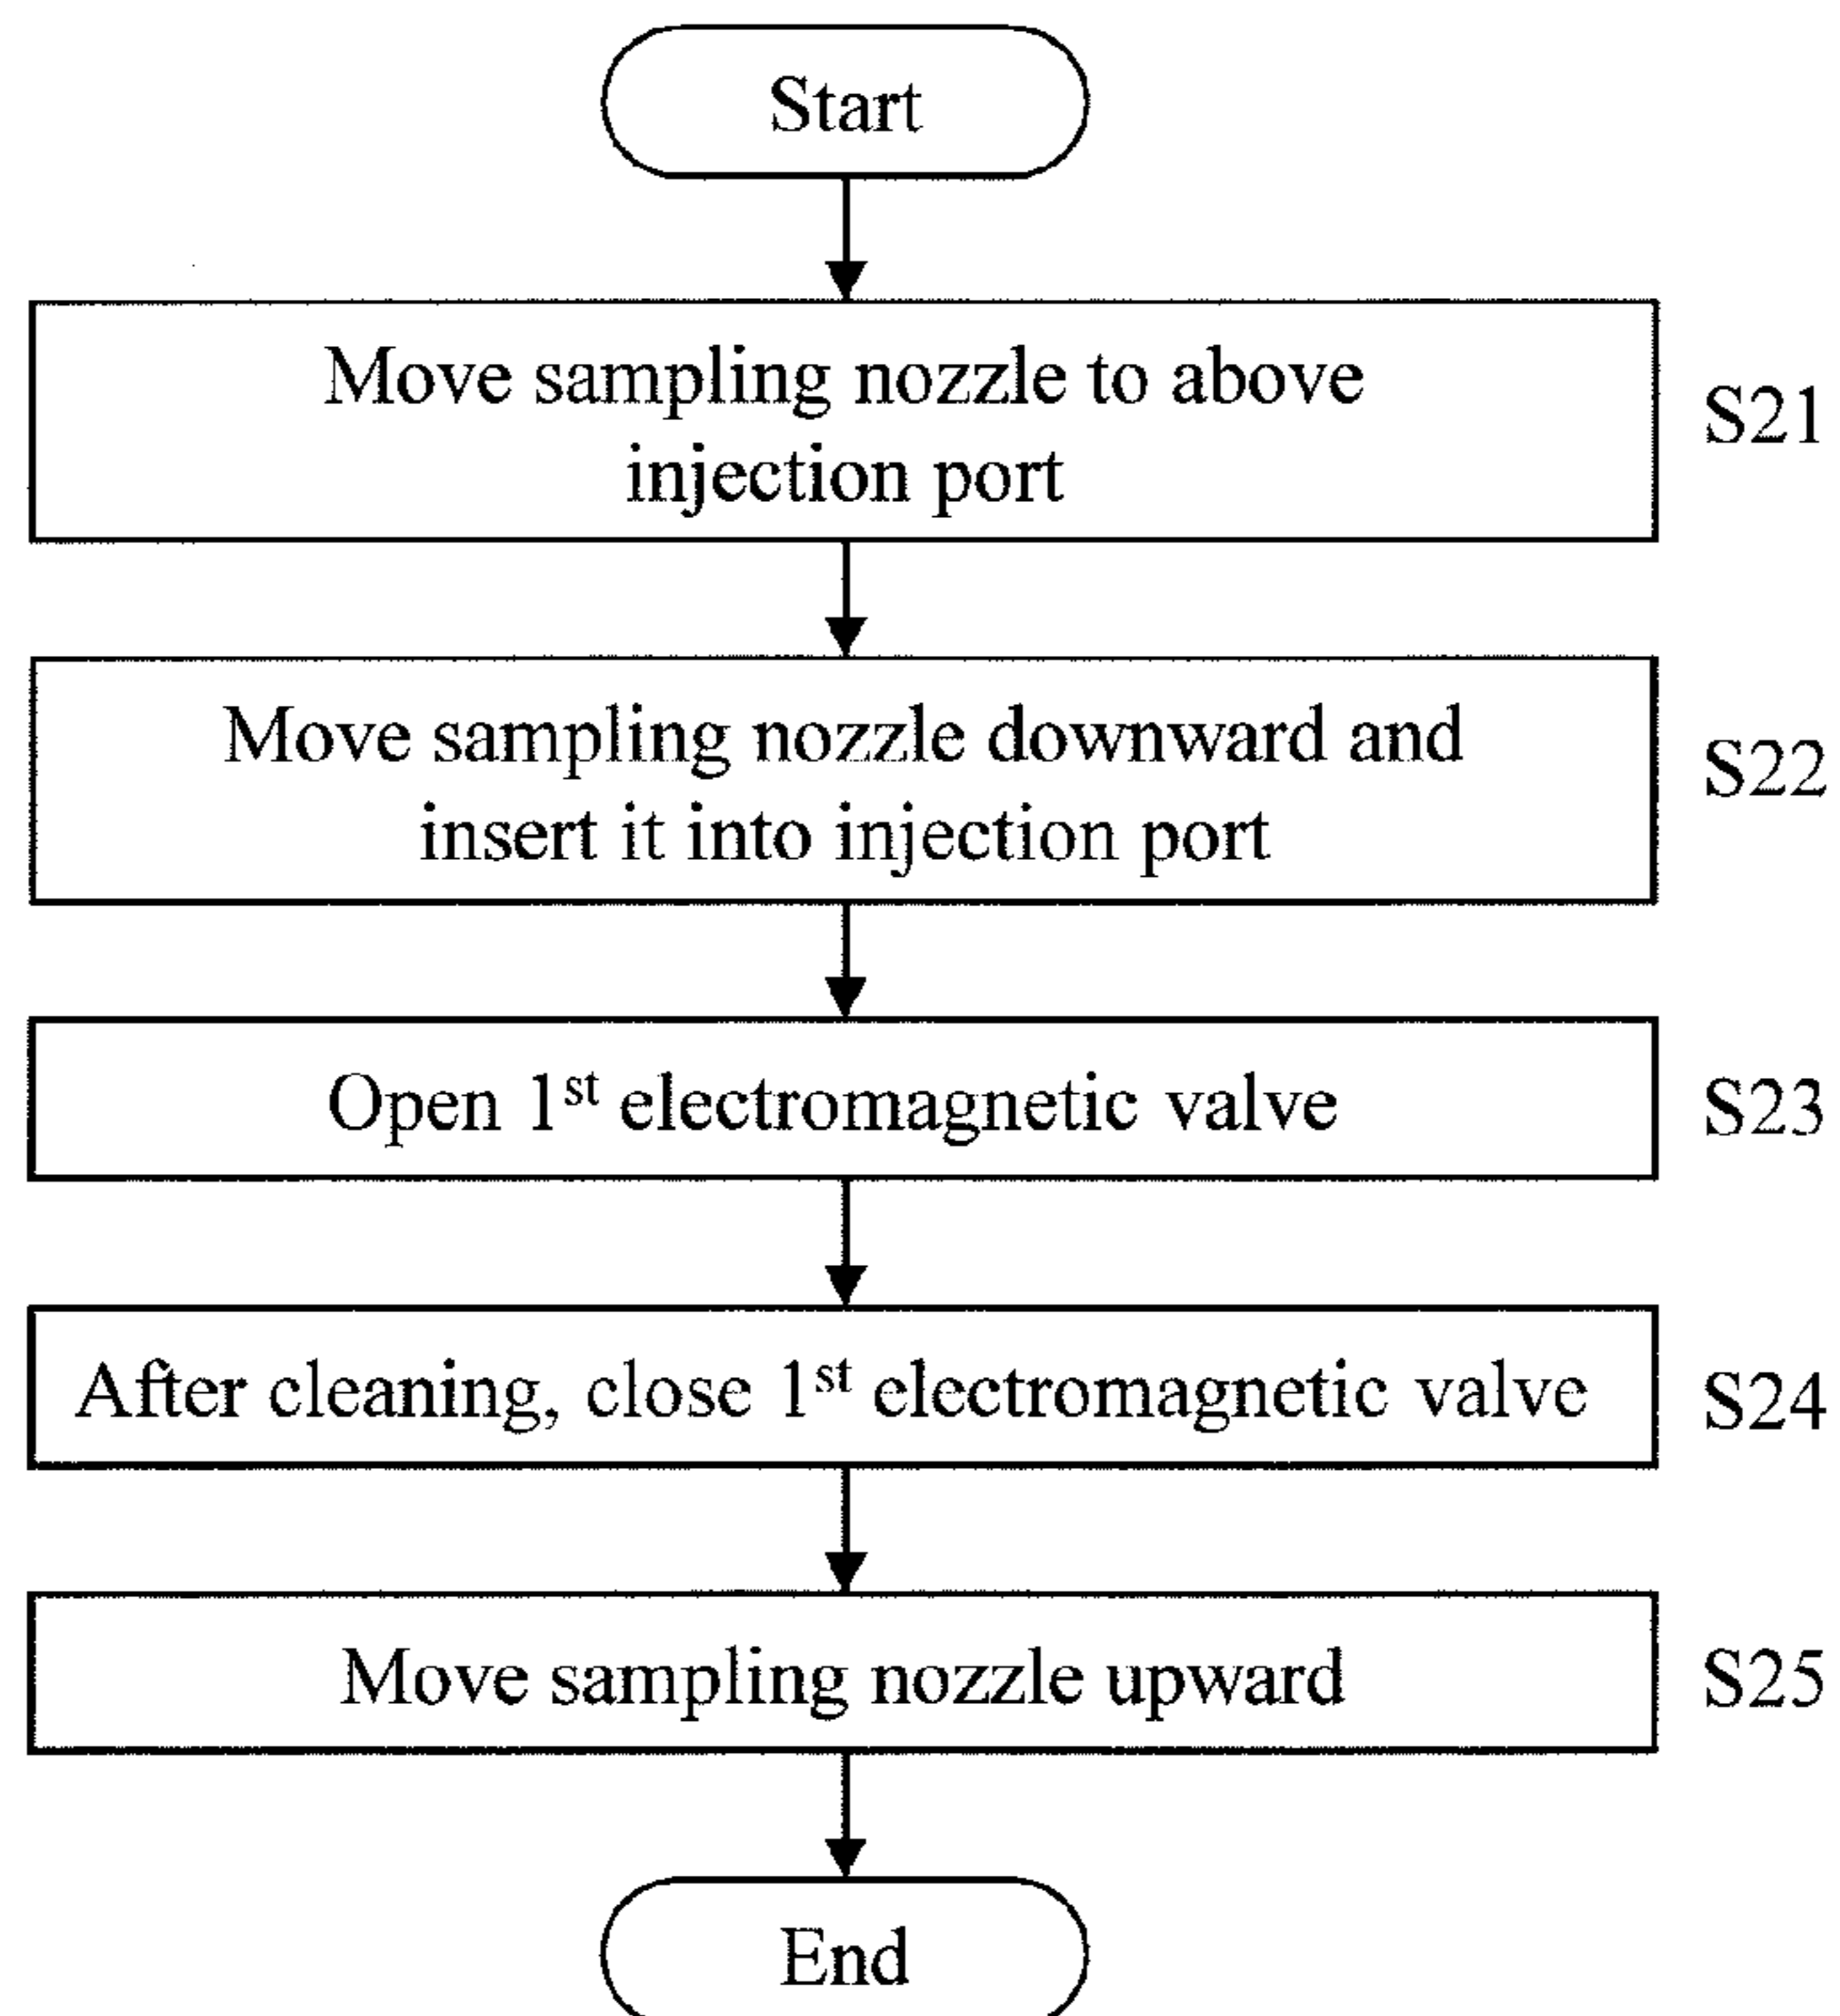 Start
Move sampling nozzle to above
injection port
S21
Move sampling nozzle downward and
insert it into injection port
S22
Open 1st electromagnetic valve
S23
After cleaning, close 1st electromagnetic valve
S24
Move sampling nozzle upward
S25
End